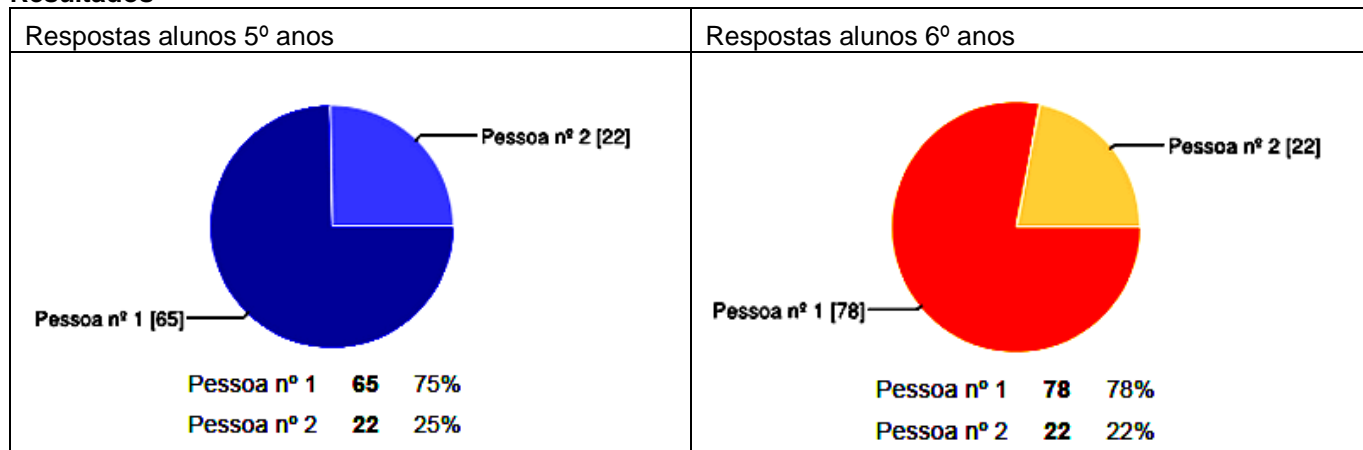 Resultados
Respostas alunos 5º anos
Pessoa nº 2 [22]
Pessoa nº 1 [65]
Pessoa nº 1 65 75%
Pessoa nº 2 22 25%
Respostas alunos 6º anos
Pessoa nº 2 [22]
Pessoa nº 1 [78]
Pessoa nº 1 78 78%
Pessoa nº 2 22 22%